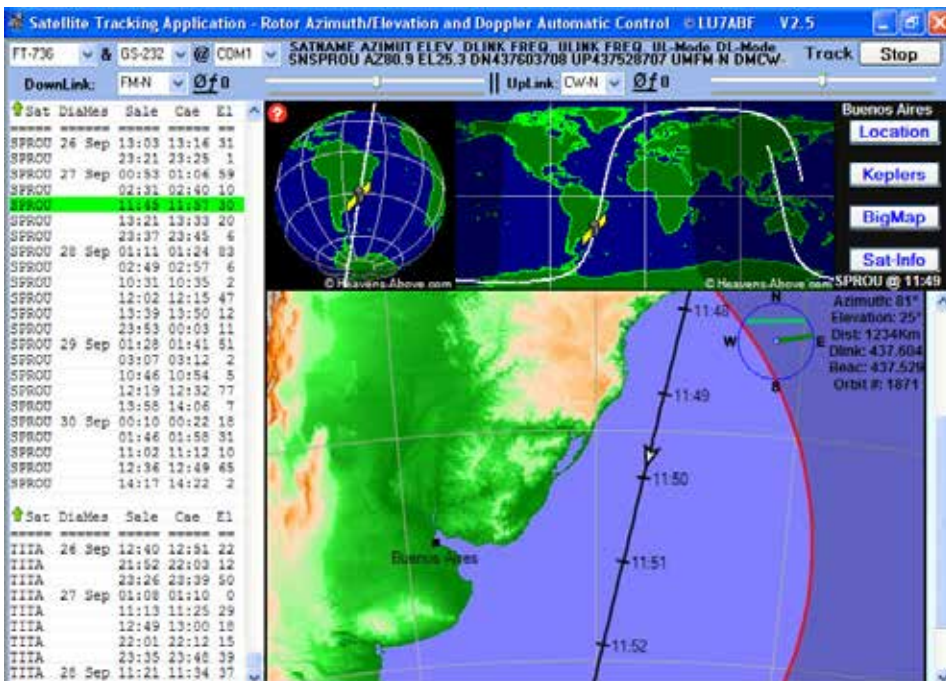 Satellite Tracking Application - Rotor Azimuth/Elevation and Doppler Automatic Control © LU7ABF V2.5
FT-736 & GS-232 @ COM1 SATNAME AZIMUT ELEV DLINK FREQ ULINK FREQ UL-Mode DL-Mode Track Stop
SNSPROU AZ80.9 EL25.3 DN437603708 UP437528707 UMFM-N DMCW-
DownLink: FM-N Øf0 || UpLink: CW-N Øf0
Sat DiaMes Sale Cae El
===== ====== ===== ===== ==
SPROU 26 Sep 13:03 13:16 31
SPROU 23:21 23:25 1
SPROU 27 Sep 00:53 01:06 59
SPROU 02:31 02:40 10
SPROU 11:45 11:57 30
SPROU 13:21 13:33 20
SPROU 23:37 23:45 6
SPROU 28 Sep 01:11 01:24 83
SPROU 02:49 02:57 6
SPROU 10:31 10:35 2
SPROU 12:02 12:15 47
SPROU 13:39 13:50 12
SPROU 23:53 00:03 11
SPROU 29 Sep 01:28 01:41 51
SPROU 03:07 03:12 2
SPROU 10:46 10:54 5
SPROU 12:19 12:32 77
SPROU 13:58 14:06 7
SPROU 30 Sep 00:10 00:22 18
SPROU 01:46 01:58 31
SPROU 11:02 11:12 10
SPROU 12:36 12:49 65
SPROU 14:17 14:22 2
Sat DiaMes Sale Cae El
===== ====== ===== ===== ==
TITA 26 Sep 12:40 12:51 22
TITA 21:52 22:03 12
TITA 23:26 23:39 50
TITA 27 Sep 01:08 01:10 0
TITA 11:13 11:25 29
TITA 12:49 13:00 18
TITA 22:01 22:12 15
TITA 23:35 23:48 39
TITA 28 Sep 11:21 11:34 37
?
© Heavens-Above.com
© Heavens-Above.com
Buenos Aires
Location
Keplers
BigMap
Sat-Info
SPROU @ 11:49
Azimuth: 81°
Elevation: 25°
Dist: 1234Km
Dlink: 437.604
Beac: 437.529
Orbit #: 1871
N
W E
S
11:48
11:49
11:50
11:51
11:52
Buenos Aires